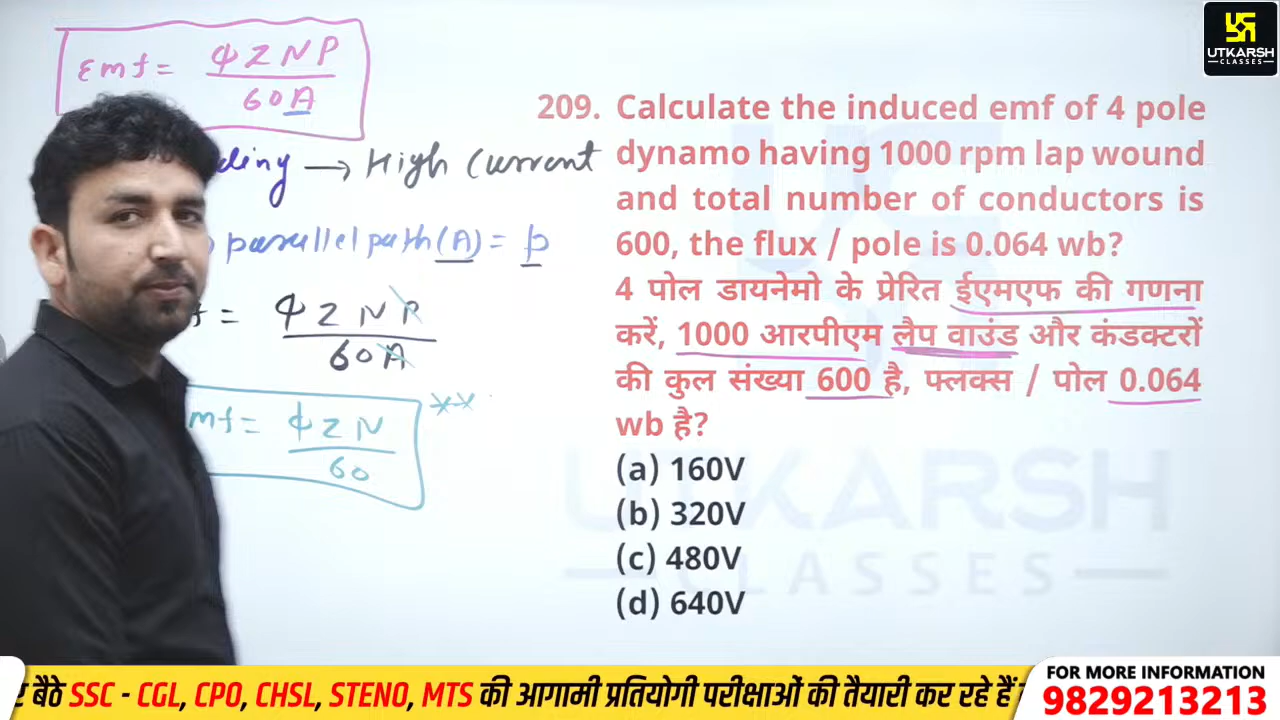 Emf = ΦZNP
60A
ding → High Current
parallel path (A) = p
f = ΦZNP
60A
mf = ΦZN
60
**
UTKARSH
CLASSES
209. Calculate the induced emf of 4 pole
dynamo having 1000 rpm lap wound
and total number of conductors is
600, the flux / pole is 0.064 wb?
4 पोल डायनेमो के प्रेरित ईएमएफ की गणना
करें, 1000 आरपीएम लैप वाउंड और कंडक्टरों
की कुल संख्या 600 है, फ्लक्स / पोल 0.064
wb है?
(a) 160V
(b) 320V
(c) 480V
(d) 640V
UTKARSH
CLASSES
र बैठे SSC - CGL, CPO, CHSL, STENO, MTS की आगामी प्रतियोगी परीक्षाओं की तैयारी कर रहे हैं
FOR MORE INFORMATION
9829213213